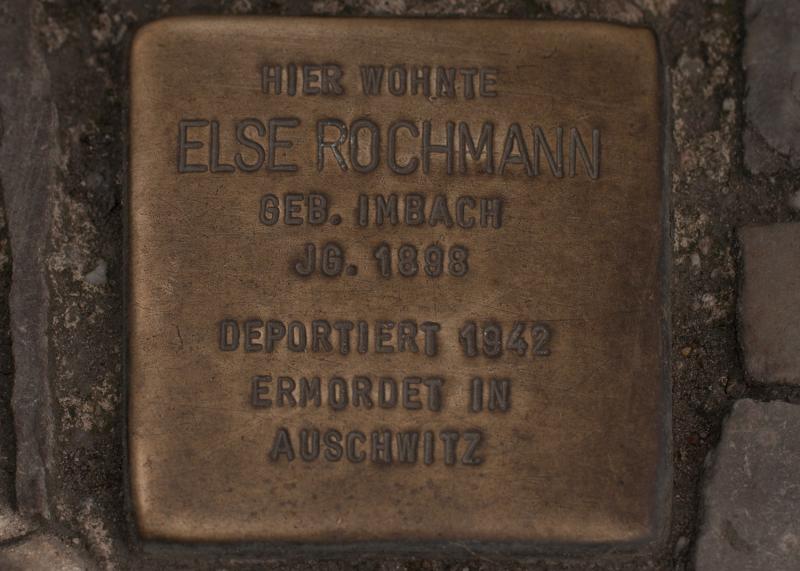 HIER WOHNTE
ELSE ROCHMANN
GEB. IMBACH
JG. 1898
DEPORTIERT 1942
ERMORDET IN
AUSCHWITZ